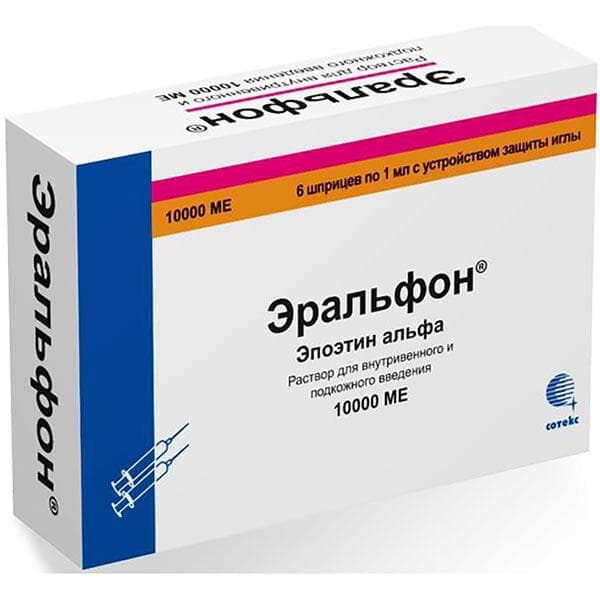 Раствор для внутривенного и
подкожного введения 10000 МЕ
Эральфон®
10000 МЕ
6 шприцев по 1 мл с устройством защиты иглы
Эральфон®
Эральфон®
Эпоэтин альфа
Раствор для внутривенного и
подкожного введения
10000 МЕ
сотекс